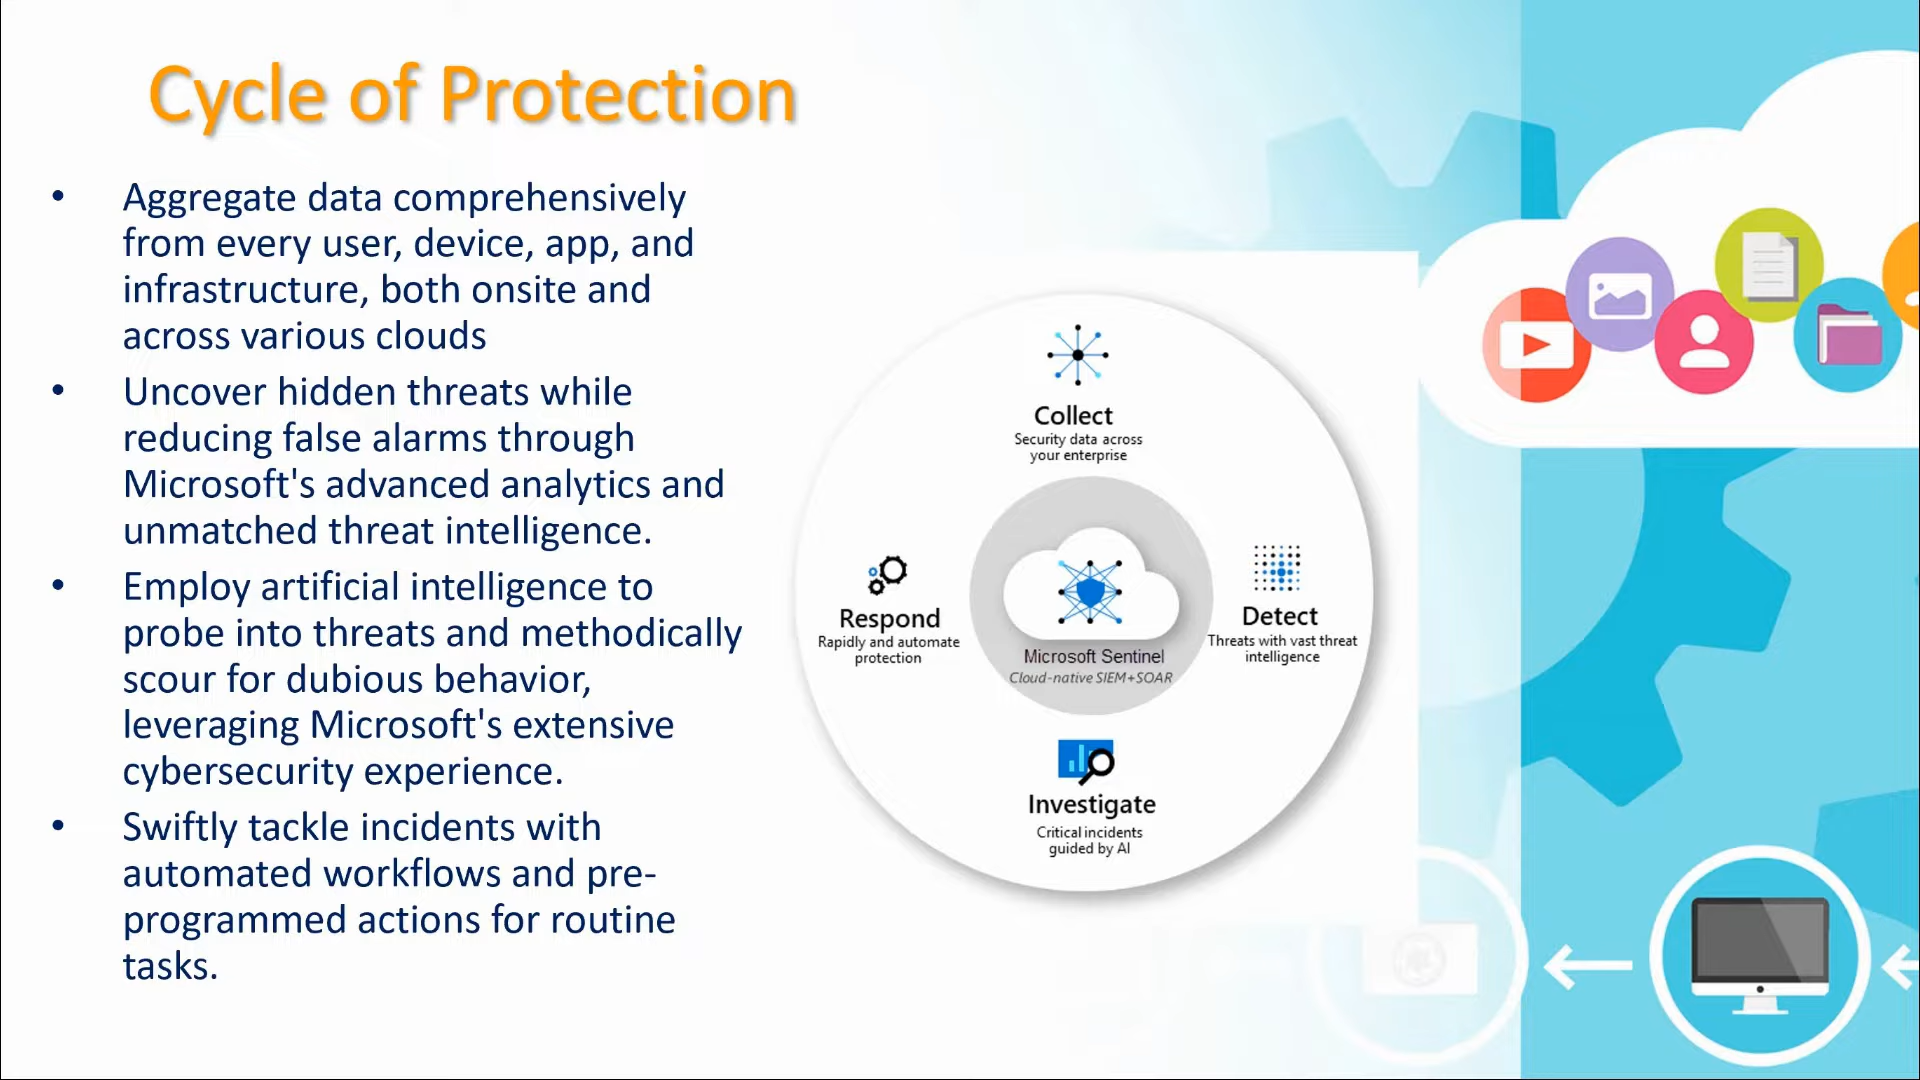 Cycle of Protection
• Aggregate data comprehensively
from every user, device, app, and
infrastructure, both onsite and
across various clouds
• Uncover hidden threats while
reducing false alarms through
Microsoft's advanced analytics and
unmatched threat intelligence.
• Employ artificial intelligence to
probe into threats and methodically
scour for dubious behavior,
leveraging Microsoft's extensive
cybersecurity experience.
• Swiftly tackle incidents with
automated workflows and pre-
programmed actions for routine
tasks.
Collect
Security data across
your enterprise
Detect
Threats with vast threat
intelligence
Investigate
Critical incidents
guided by AI
Respond
Rapidly and automate
protection
Microsoft Sentinel
Cloud-native SIEM+SOAR